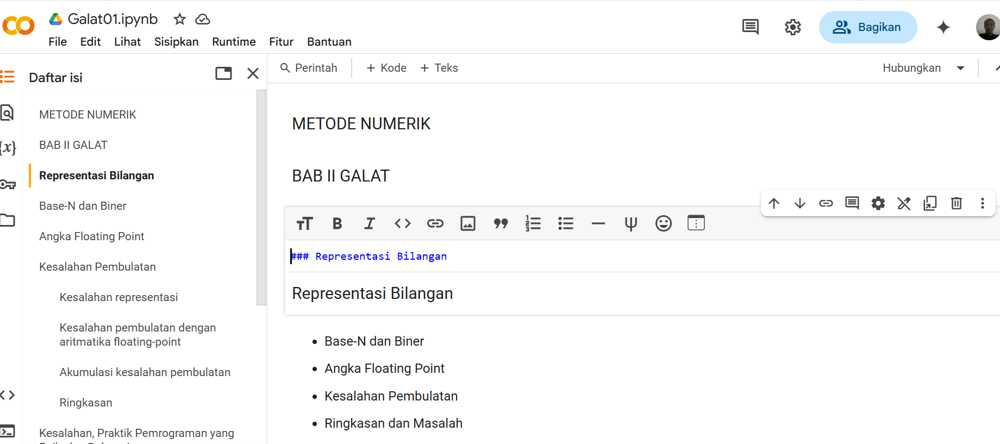 Galat01.ipynb
File Edit Lihat Sisipkan Runtime Fitur Bantuan
Bagikan
Daftar isi
Perintah
+ Kode + Teks
Hubungkan
METODE NUMERIK
BAB II GALAT
Representasi Bilangan
Base-N dan Biner
Angka Floating Point
Kesalahan Pembulatan
Kesalahan representasi
Kesalahan pembulatan dengan
aritmatika floating-point
Akumulasi kesalahan pembulatan
Ringkasan
Kesalahan, Praktik Pemrograman yang
METODE NUMERIK
BAB II GALAT
### Representasi Bilangan
Representasi Bilangan
• Base-N dan Biner
• Angka Floating Point
• Kesalahan Pembulatan
• Ringkasan dan Masalah